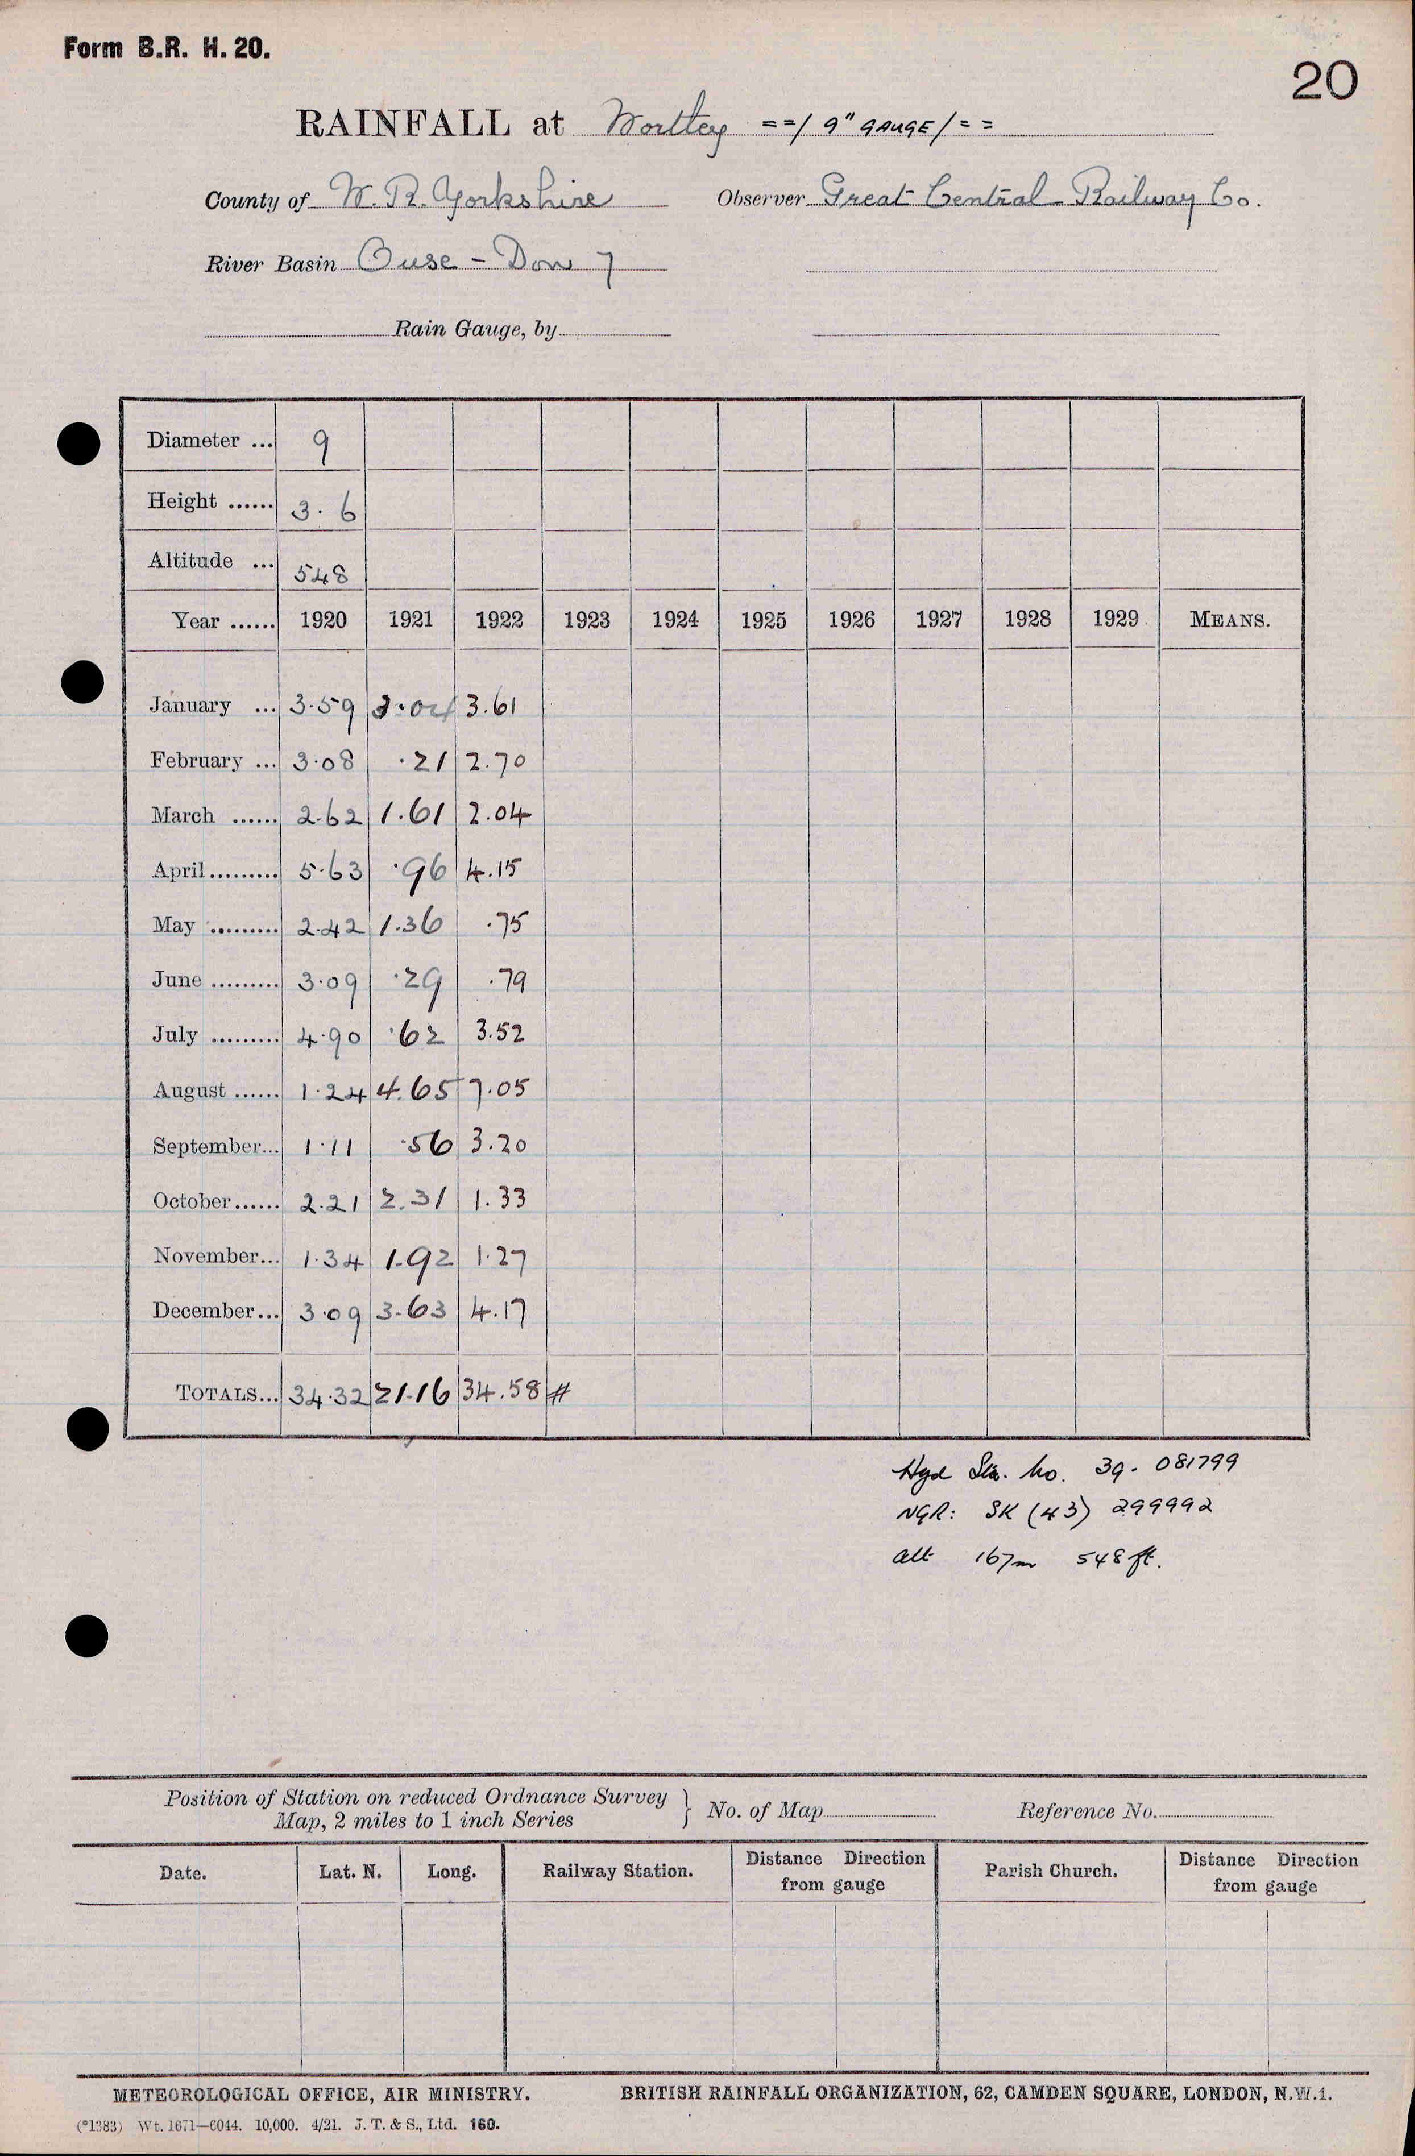 Form B.R. H. 20.
20
RAINFALL at Wortley ==/ 9" GAUGE/==
County of W. R. Yorkshire Observer Great Central Railway Co.
River Basin Ouse - Don 7
Rain Gauge, by
Diameter ... 9
Height ...... 3.6
Altitude ... 548
Year ...... 1920 1921 1922 1923 1924 1925 1926 1927 1928 1929 MEANS.
January ... 3.59 3.04 3.61
February ... 3.08 .21 2.70
March ...... 2.62 1.61 2.04
April......... 5.63 .96 4.15
May ......... 2.42 1.36 .75
June ......... 3.09 .29 .79
July ......... 4.90 .62 3.52
August ...... 1.24 4.65 7.05
September... 1.11 .56 3.20
October...... 2.21 2.31 1.33
November... 1.34 1.92 1.27
December... 3.09 3.63 4.17
TOTALS... 34.32 21.16 34.58 #
Hyd Sta. No. 39- 081799
NGR: SK (43) 299992
alt 167m 548 ft.
Position of Station on reduced Ordnance Survey
Map, 2 miles to 1 inch Series } No. of Map Reference No.
Date. Lat. N. Long. Railway Station. Distance Direction from gauge Parish Church. Distance Direction from gauge
METEOROLOGICAL OFFICE, AIR MINISTRY. BRITISH RAINFALL ORGANIZATION, 62, CAMDEN SQUARE, LONDON, N.W.1.
(*1383) Wt. 1671—6044. 10,000. 4/21. J. T. & S., Ltd. 160.